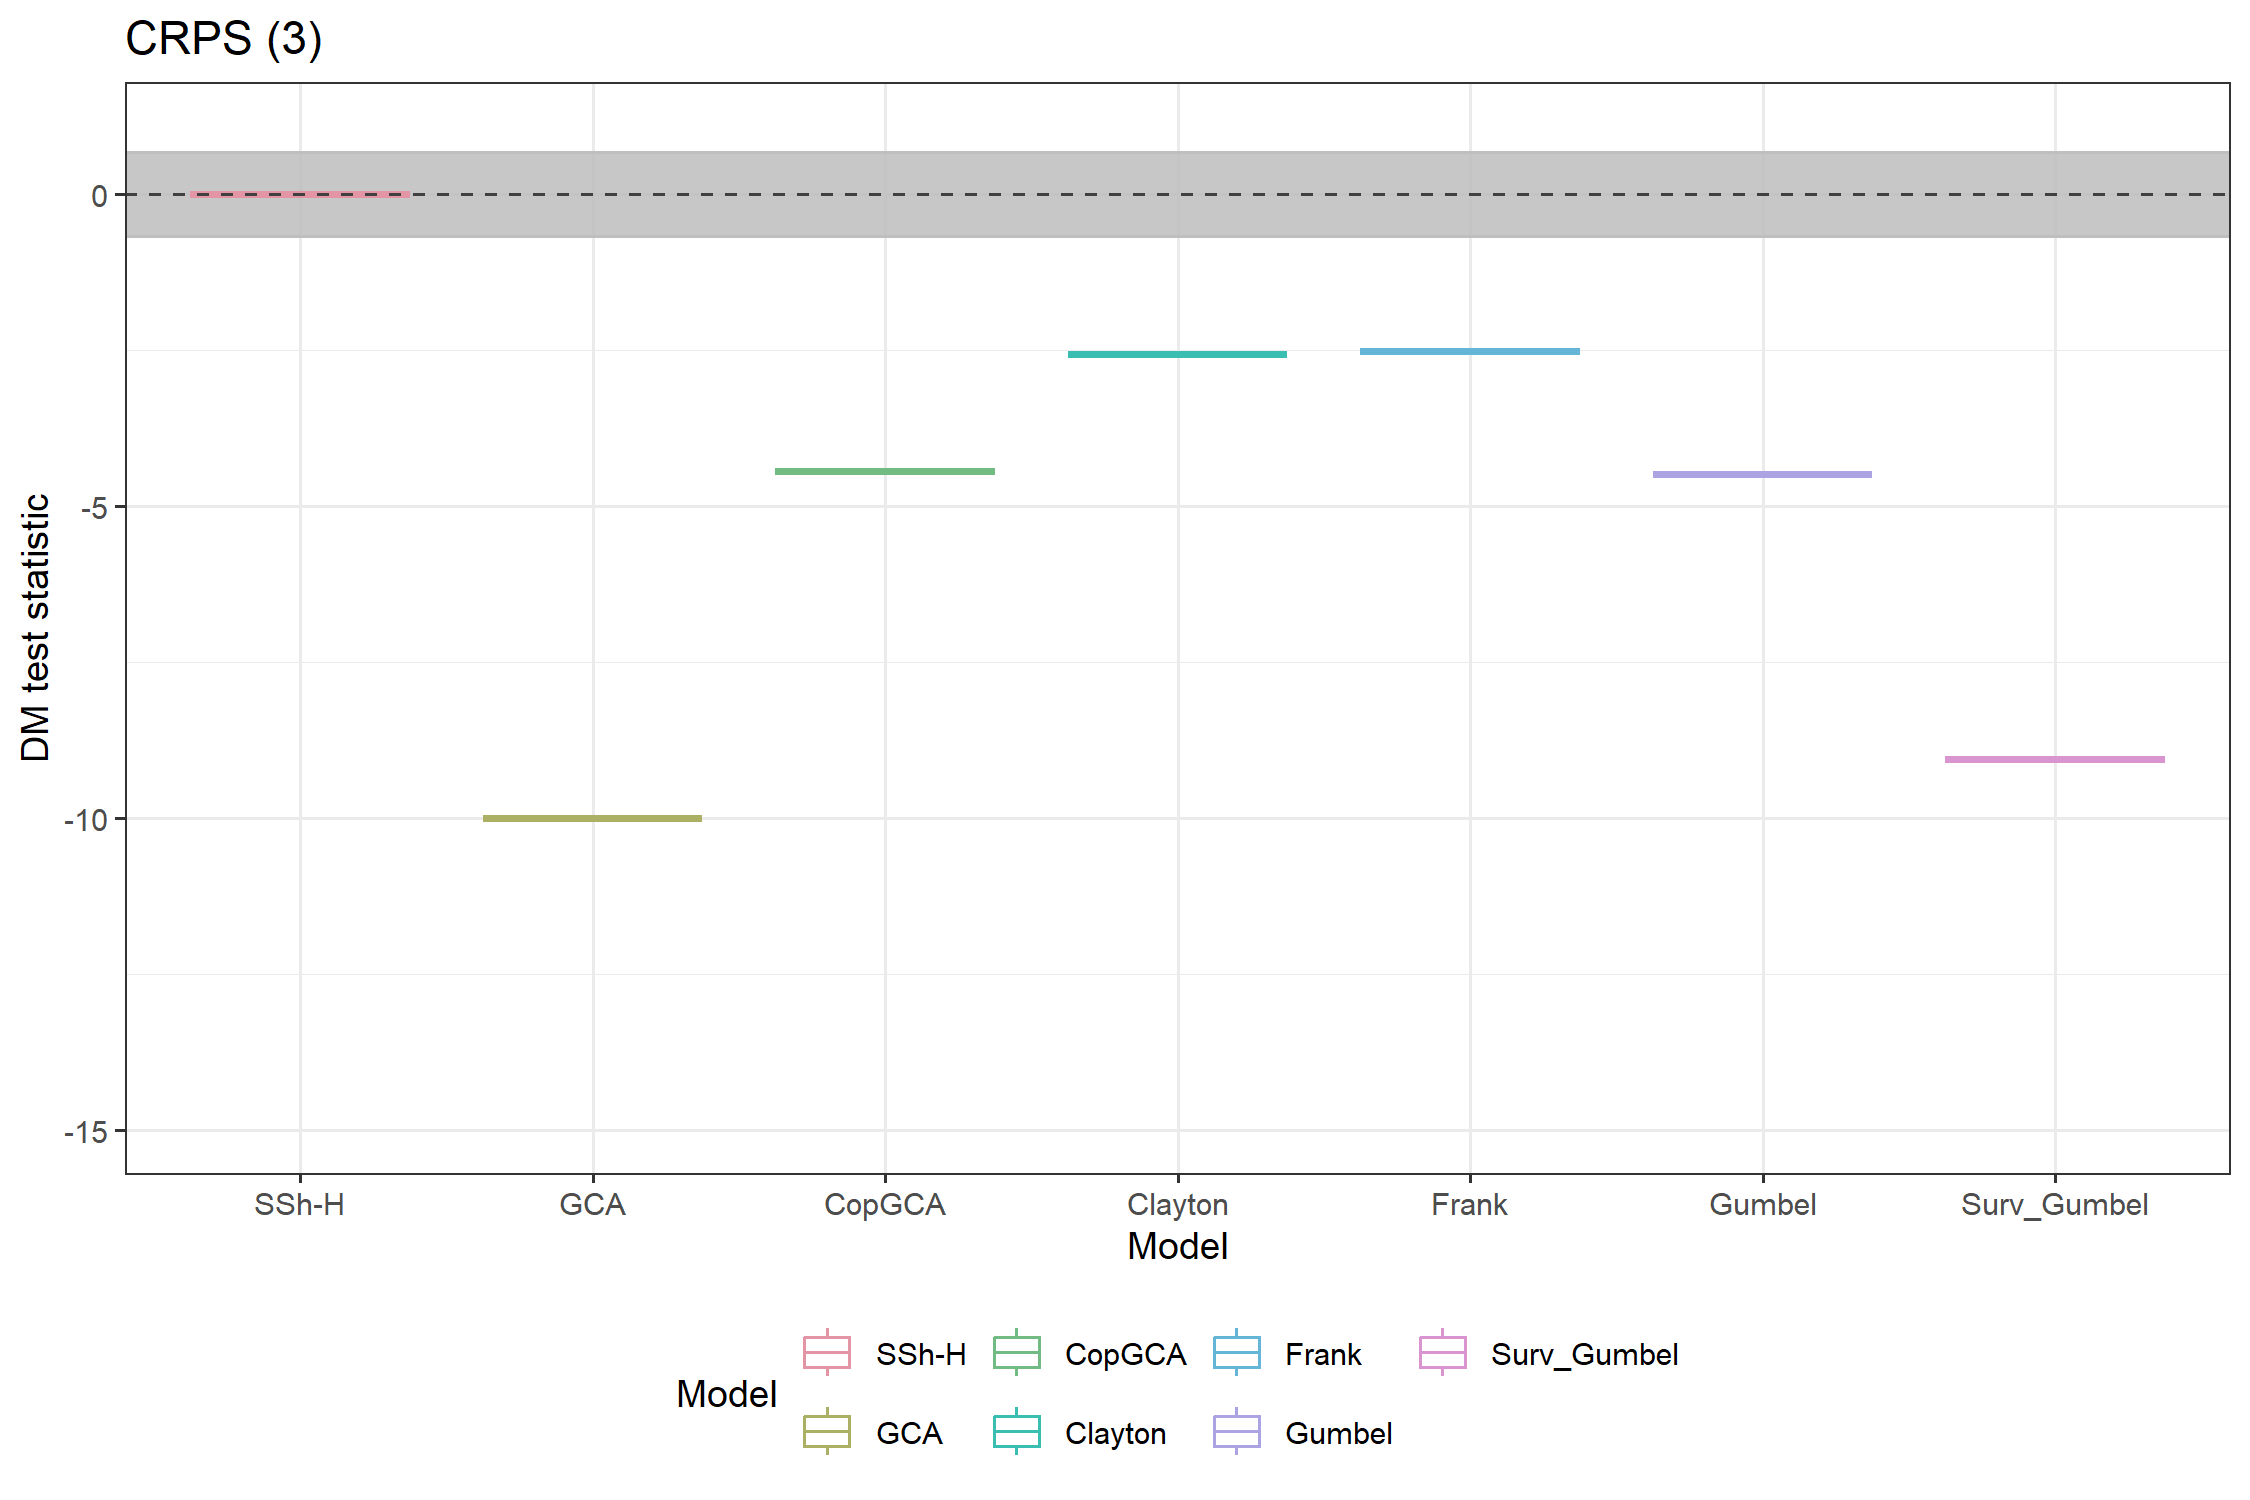 CRPS (3)
0
-5
-10
-15
DM test statistic
SSh-H GCA CopGCA Clayton Frank Gumbel Surv_Gumbel
Model
Model
SSh-H CopGCA Frank Surv_Gumbel
GCA Clayton Gumbel